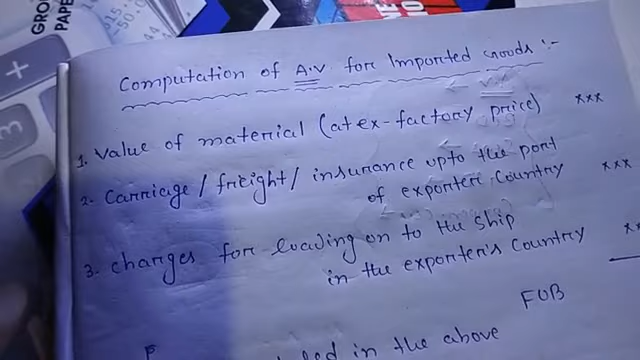 GRO
PAPE
Computation of A.V. for Imported Goods :-
1. Value of material (at ex-factory price) xxx
2. Carriage / freight / insurance upto the port
of exporter Country xxx
3. Charges for loading on to the ship
in the exporter's Country
FOB
in the above